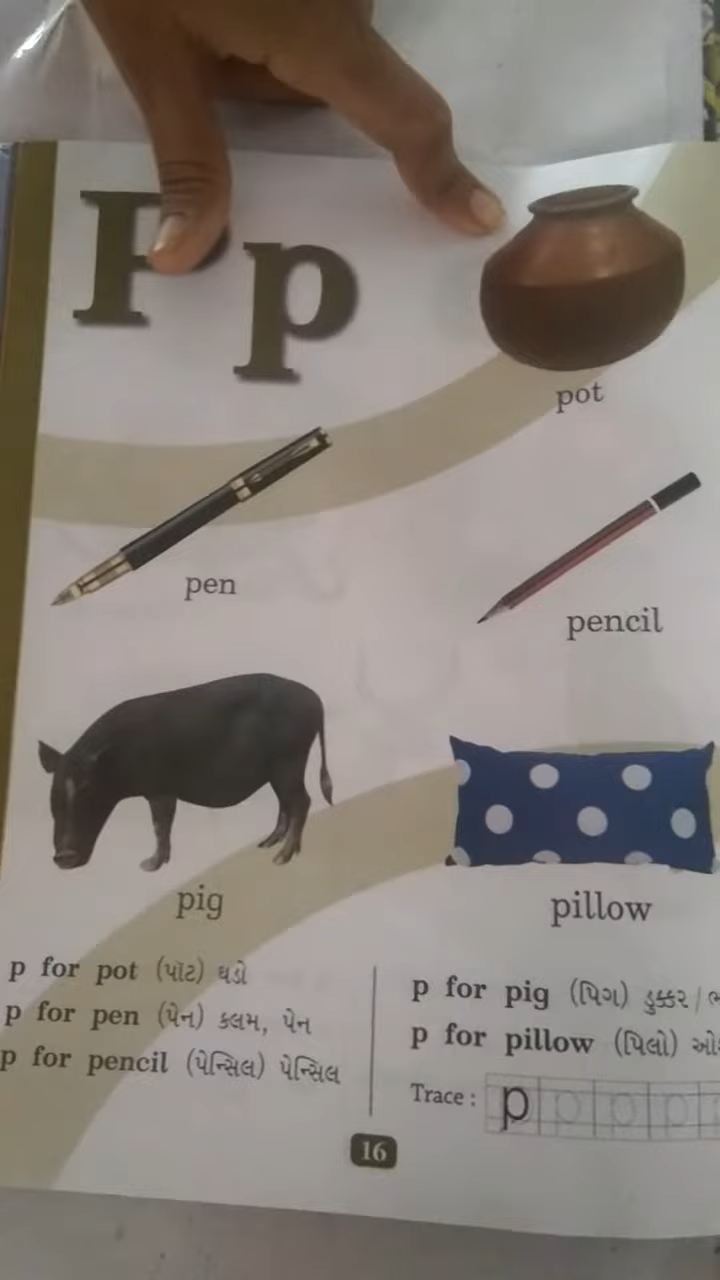 P p
pot
pen
pencil
pig
pillow
p for pot (પૉટ) ઘડો
p for pen (પેન) કલમ, પેન
p for pencil (પેન્સિલ) પેન્સિલ
p for pig (પિગ) ડુક્કર /
p for pillow (પિલો)
Trace : p p p p
16